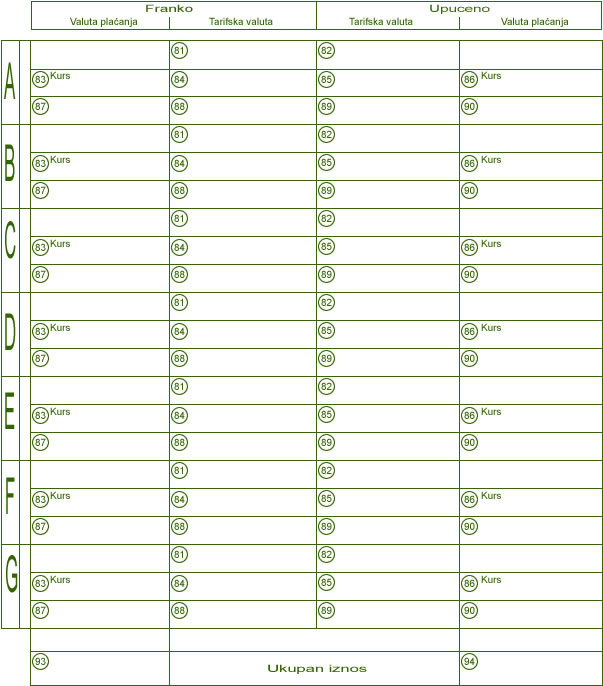 Franko Upuceno
Valuta plaćanja Tarifska valuta Tarifska valuta Valuta plaćanja
A
81 82
83 Kurs 84 85 86 Kurs
87 88 89 90
B
81 82
83 Kurs 84 85 86 Kurs
87 88 89 90
C
81 82
83 Kurs 84 85 86 Kurs
87 88 89 90
D
81 82
83 Kurs 84 85 86 Kurs
87 88 89 90
E
81 82
83 Kurs 84 85 86 Kurs
87 88 89 90
F
81 82
83 Kurs 84 85 86 Kurs
87 88 89 90
G
81 82
83 Kurs 84 85 86 Kurs
87 88 89 90
93 Ukupan iznos 94